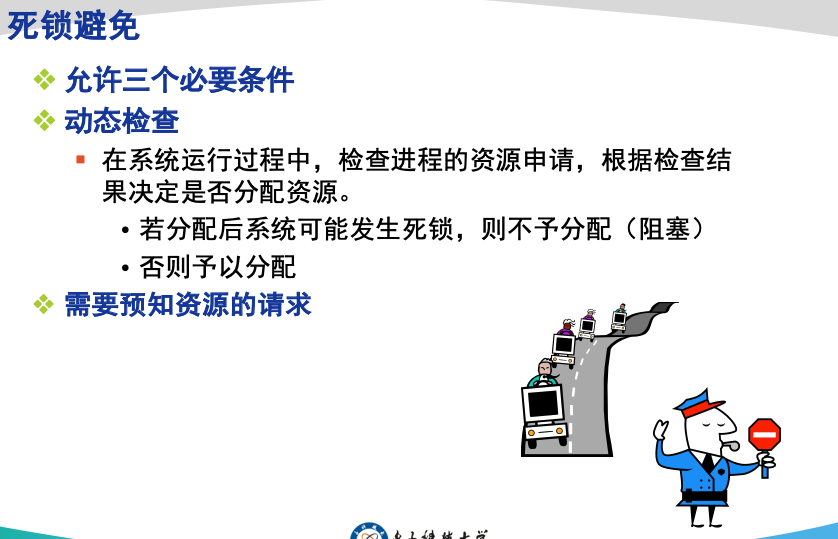 死锁避免
允许三个必要条件
动态检查
在系统运行过程中，检查进程的资源申请，根据检查结
果决定是否分配资源。
若分配后系统可能发生死锁，则不予分配（阻塞）
否则予以分配
需要预知资源的请求